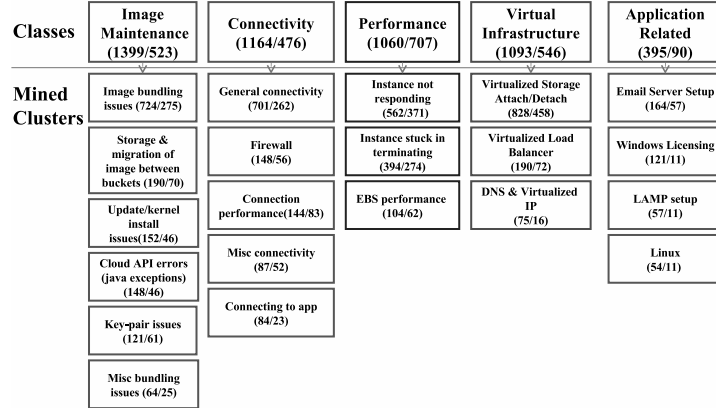 Classes
Image
Maintenance
(1399/523)
Connectivity
(1164/476)
Performance
(1060/707)
Virtual
Infrastructure
(1093/546)
Application
Related
(395/90)
Mined
Clusters
Image bundling
issues (724/275)
Storage &
migration of
image between
buckets (190/70)
Update/kernel
install
issues(152/46)
Cloud API errors
(java exceptions)
(148/46)
Key-pair issues
(121/61)
Misc bundling
issues (64/25)
General connectivity
(701/262)
Firewall
(148/56)
Connection
performance(144/83)
Misc connectivity
(87/52)
Connecting to app
(84/23)
Instance not
responding
(562/371)
Instance stuck in
terminating
(394/274)
EBS performance
(104/62)
Virtualized Storage
Attach/Detach
(828/458)
Virtualized Load
Balancer
(190/72)
DNS & Virtualized
IP
(75/16)
Email Server Setup
(164/57)
Windows Licensing
(121/11)
LAMP setup
(57/11)
Linux
(54/11)